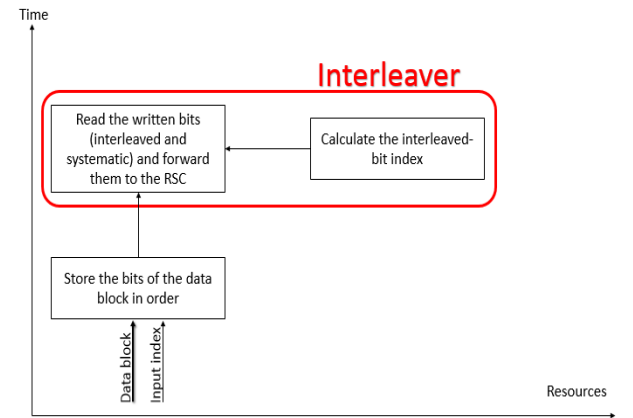 Time
Interleaver
Read the written bits
(interleaved and
systematic) and forward
them to the RSC
Calculate the interleaved-
bit index
Store the bits of the data
block in order
Data block
Input index
Resources